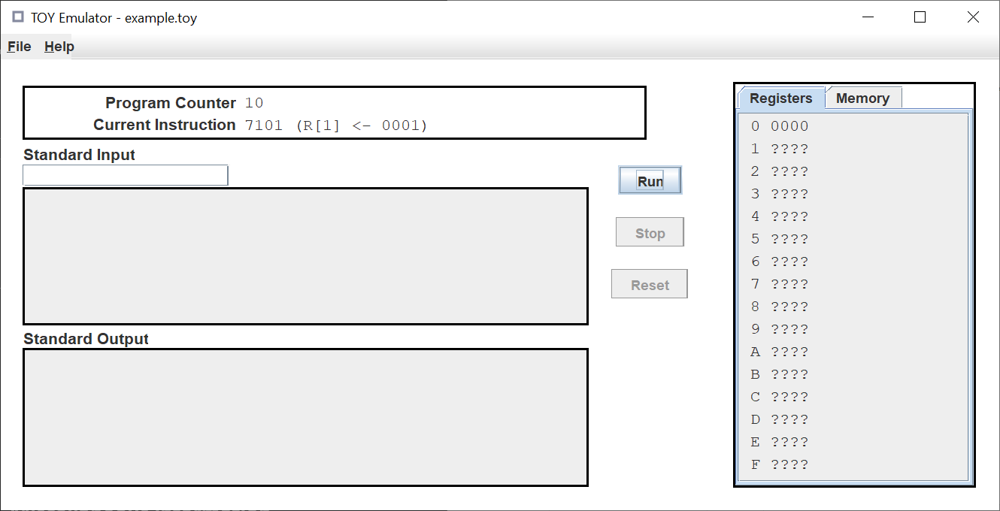 TOY Emulator - example.toy
File Help
Program Counter 10
Current Instruction 7101 (R[1] <- 0001)
Standard Input
Run
Stop
Reset
Standard Output
Registers Memory
0 0000
1 ????
2 ????
3 ????
4 ????
5 ????
6 ????
7 ????
8 ????
9 ????
A ????
B ????
C ????
D ????
E ????
F ????